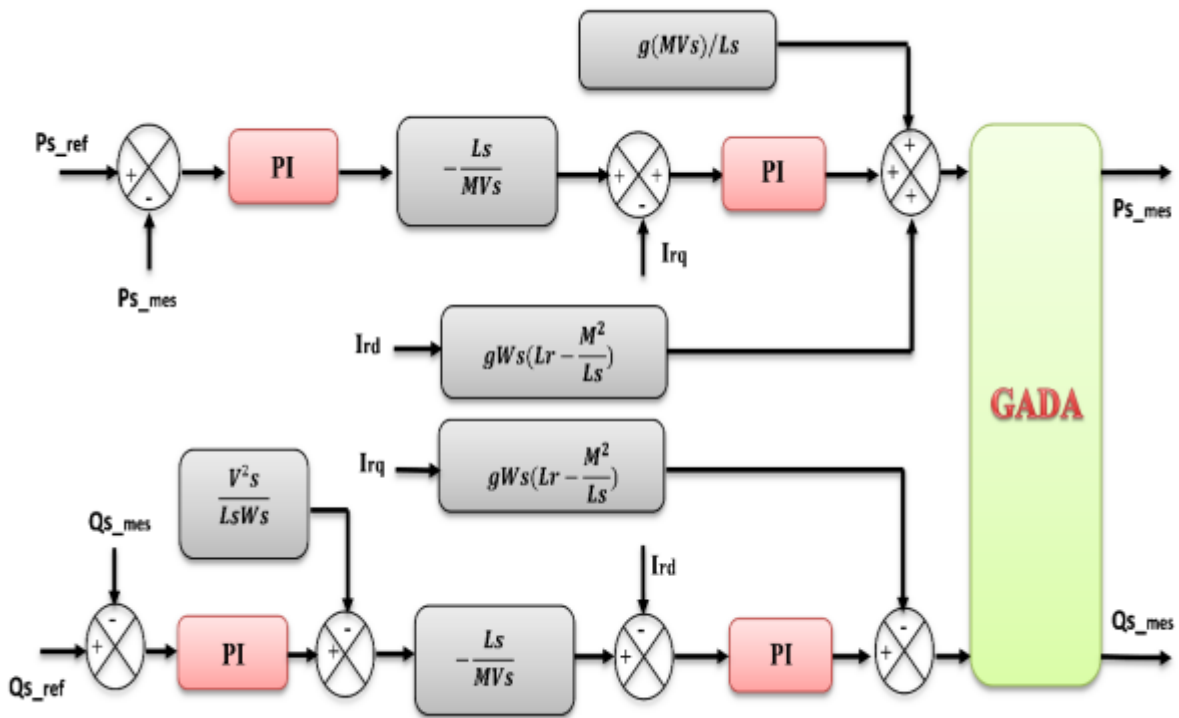 g(MVs)/Ls
Ps_ref
+
-
PI
-Ls/MVs
+
+
-
PI
+
+
+
Ps_mes
Irq
Ps_mes
Ird
gWs(Lr - M²/Ls)
GADA
Irq
gWs(Lr - M²/Ls)
V²s/LsWs
Qs_mes
Ird
-
+
PI
-
+
-Ls/MVs
-
+
PI
-
Qs_mes
Qs_ref